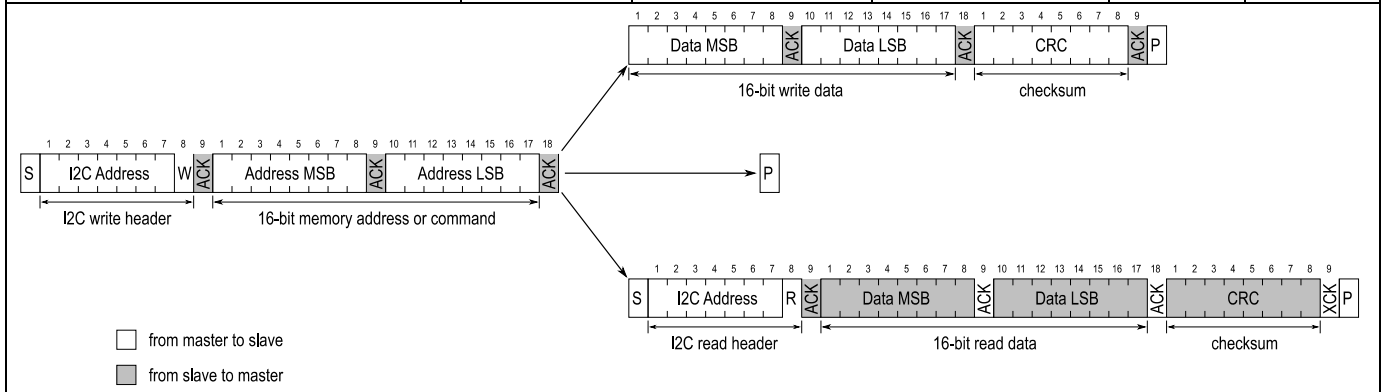 1 2 3 4 5 6 7 8 9 10 11 12 13 14 15 16 17 18 1 2 3 4 5 6 7 8 9
Data MSB ACK Data LSB ACK CRC ACK P
16-bit write data checksum
1 2 3 4 5 6 7 8 9 1 2 3 4 5 6 7 8 9 10 11 12 13 14 15 16 17 18
S I2C Address W ACK Address MSB ACK Address LSB ACK P
I2C write header 16-bit memory address or command
1 2 3 4 5 6 7 8 9 1 2 3 4 5 6 7 8 9 10 11 12 13 14 15 16 17 18 1 2 3 4 5 6 7 8 9
S I2C Address R ACK Data MSB ACK Data LSB ACK CRC XCK P
I2C read header 16-bit read data checksum
from master to slave
from slave to master